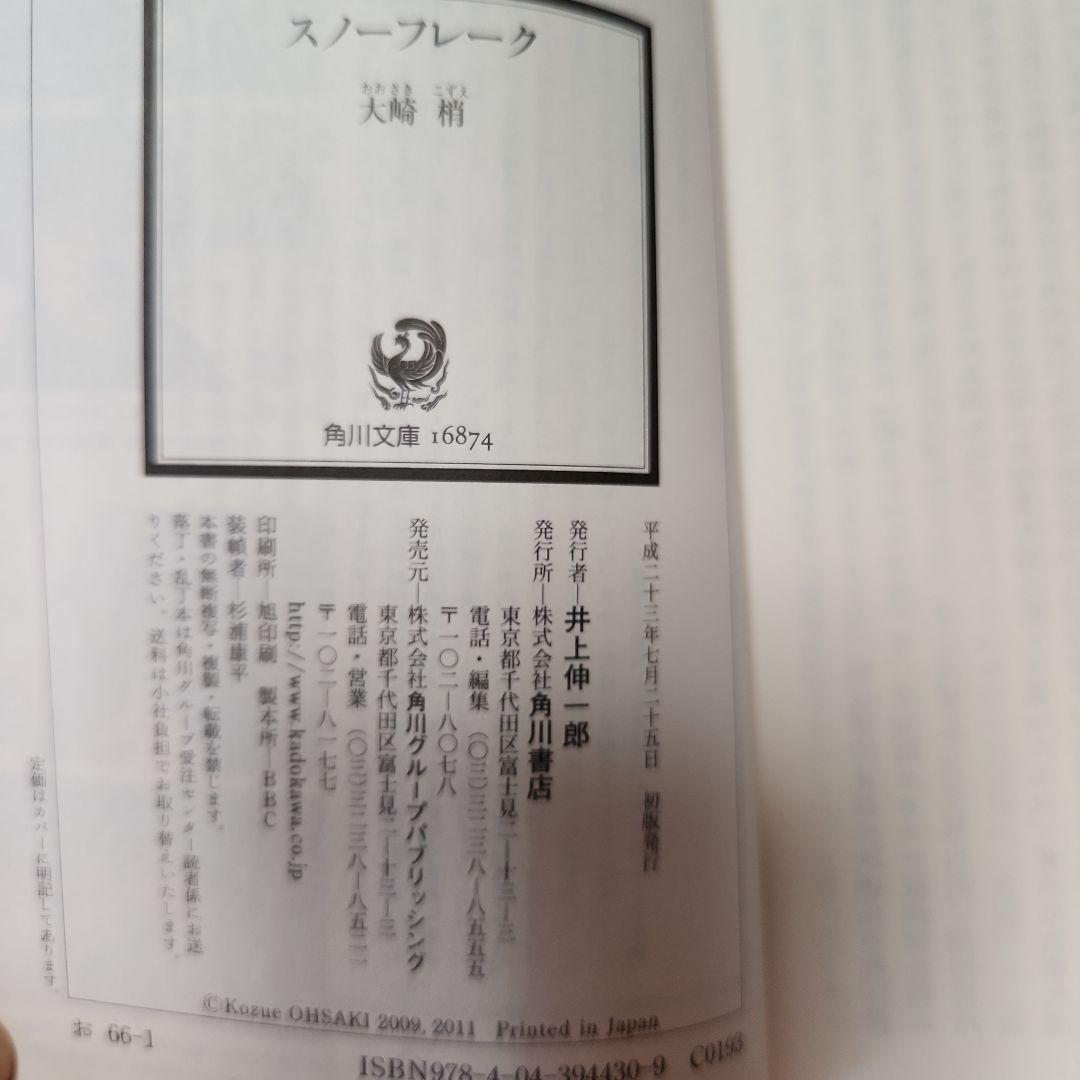 スノーフレーク
おおさき こずえ
大崎 梢
角川文庫 16874
平成二十三年七月二十五日 初版発行
発行者―井上伸一郎
発行所―株式会社角川書店
東京都千代田区富士見二―十三―三
電話・編集 (〇三)三二三八―八五五五
〒一〇二―八〇七八
発売元―株式会社角川グループパブリッシング
東京都千代田区富士見二―十三―三
電話・営業 (〇三)三二三八―八五二一
〒一〇二―八一七七
http://www.kadokawa.co.jp
印刷所―旭印刷 製本所―BBC
装幀者―杉浦康平
本書の無断複写・複製・転載を禁じます。
落丁・乱丁本は角川グループ受注センター読者係にお送
りください。送料は小社負担でお取り替えいたします。
定価はカバーに明記してあります。
©Kozue OHSAKI 2009, 2011 Printed in Japan
お 66-1
ISBN978-4-04-394430-9 C0193